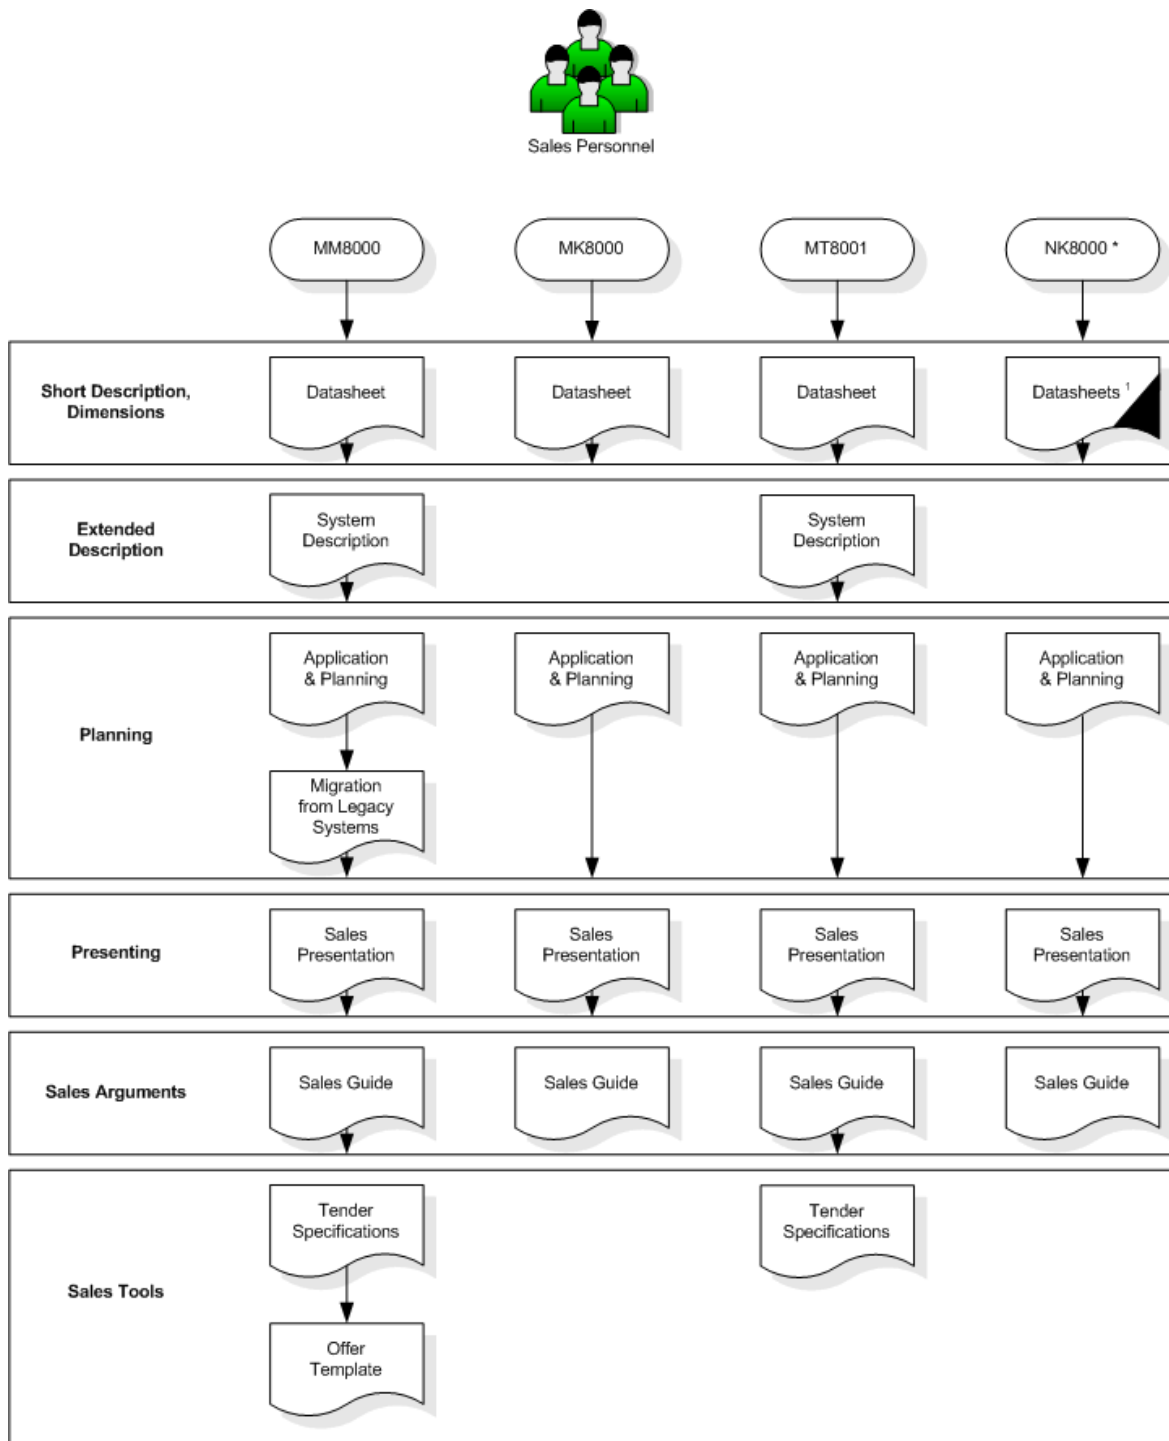 Sales Personnel
MM8000
MK8000
MT8001
NK8000 *
Short Description,
Dimensions
Datasheet
Datasheet
Datasheet
Datasheets ¹
Extended
Description
System
Description
System
Description
Planning
Application
& Planning
Application
& Planning
Application
& Planning
Application
& Planning
Migration
from Legacy
Systems
Presenting
Sales
Presentation
Sales
Presentation
Sales
Presentation
Sales
Presentation
Sales Arguments
Sales Guide
Sales Guide
Sales Guide
Sales Guide
Sales Tools
Tender
Specifications
Tender
Specifications
Offer
Template